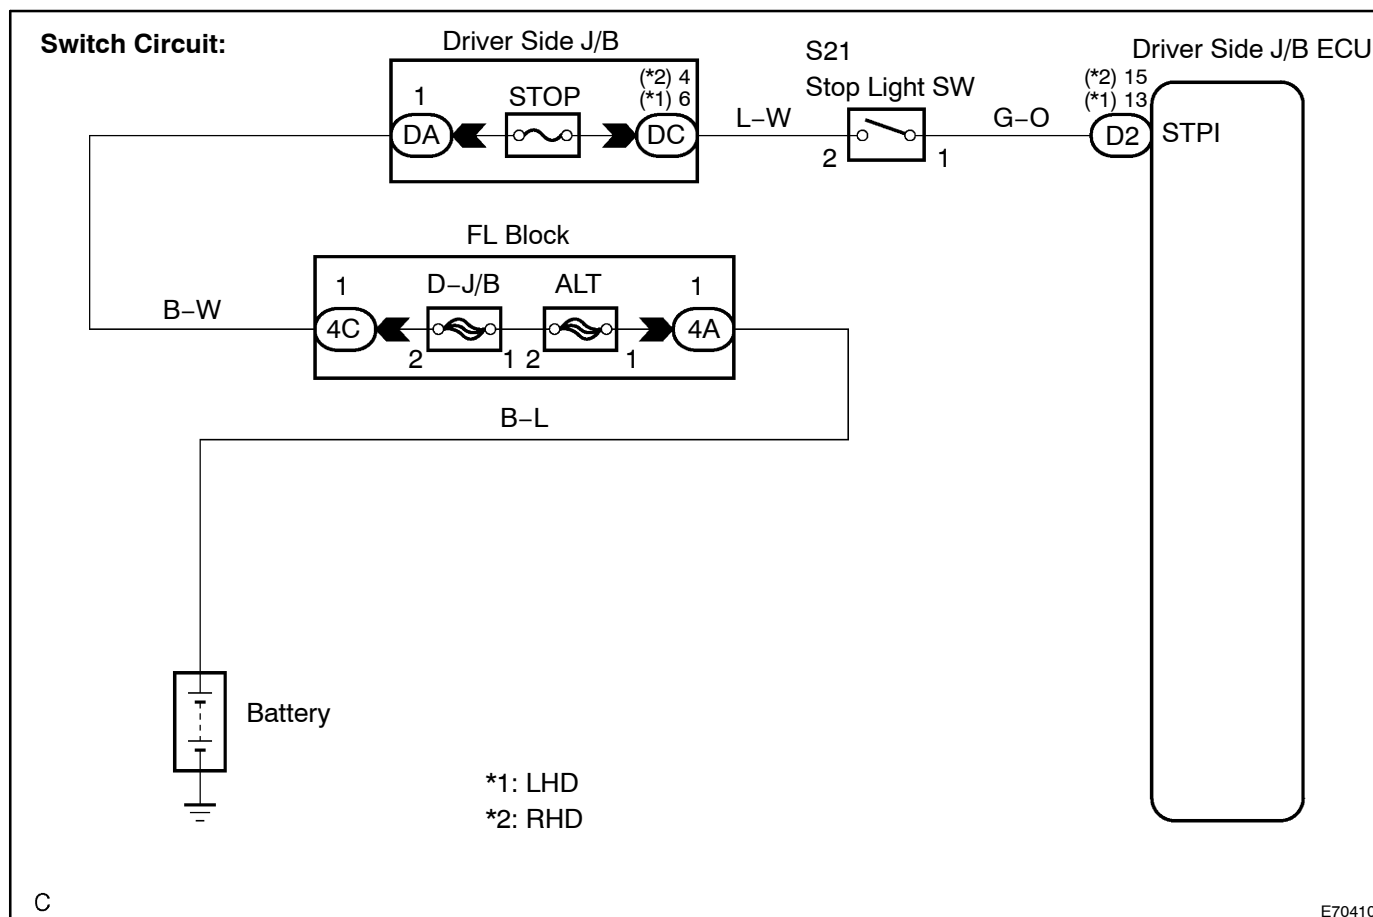 Switch Circuit:
Driver Side J/B
S21
Stop Light SW
Driver Side J/B ECU
1
STOP
(*2) 4
(*1) 6
(*2) 15
(*1) 13
DA
DC
L–W
2
1
G–O
D2
STPI
FL Block
1
D–J/B
ALT
1
B–W
4C
4A
2
1
2
1
B–L
Battery
*1: LHD
*2: RHD
C
E70410